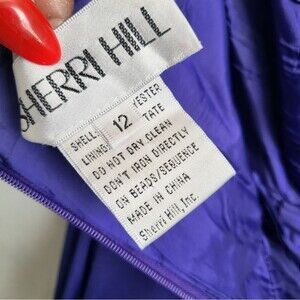 SHERRI HILL
12
SHELL: YESTER
LINING: TATE
DO NOT DRY CLEAN
DON'T IRON DIRECTLY
ON BEADS/SEQUENCE
MADE IN CHINA
Sherri Hill, Inc